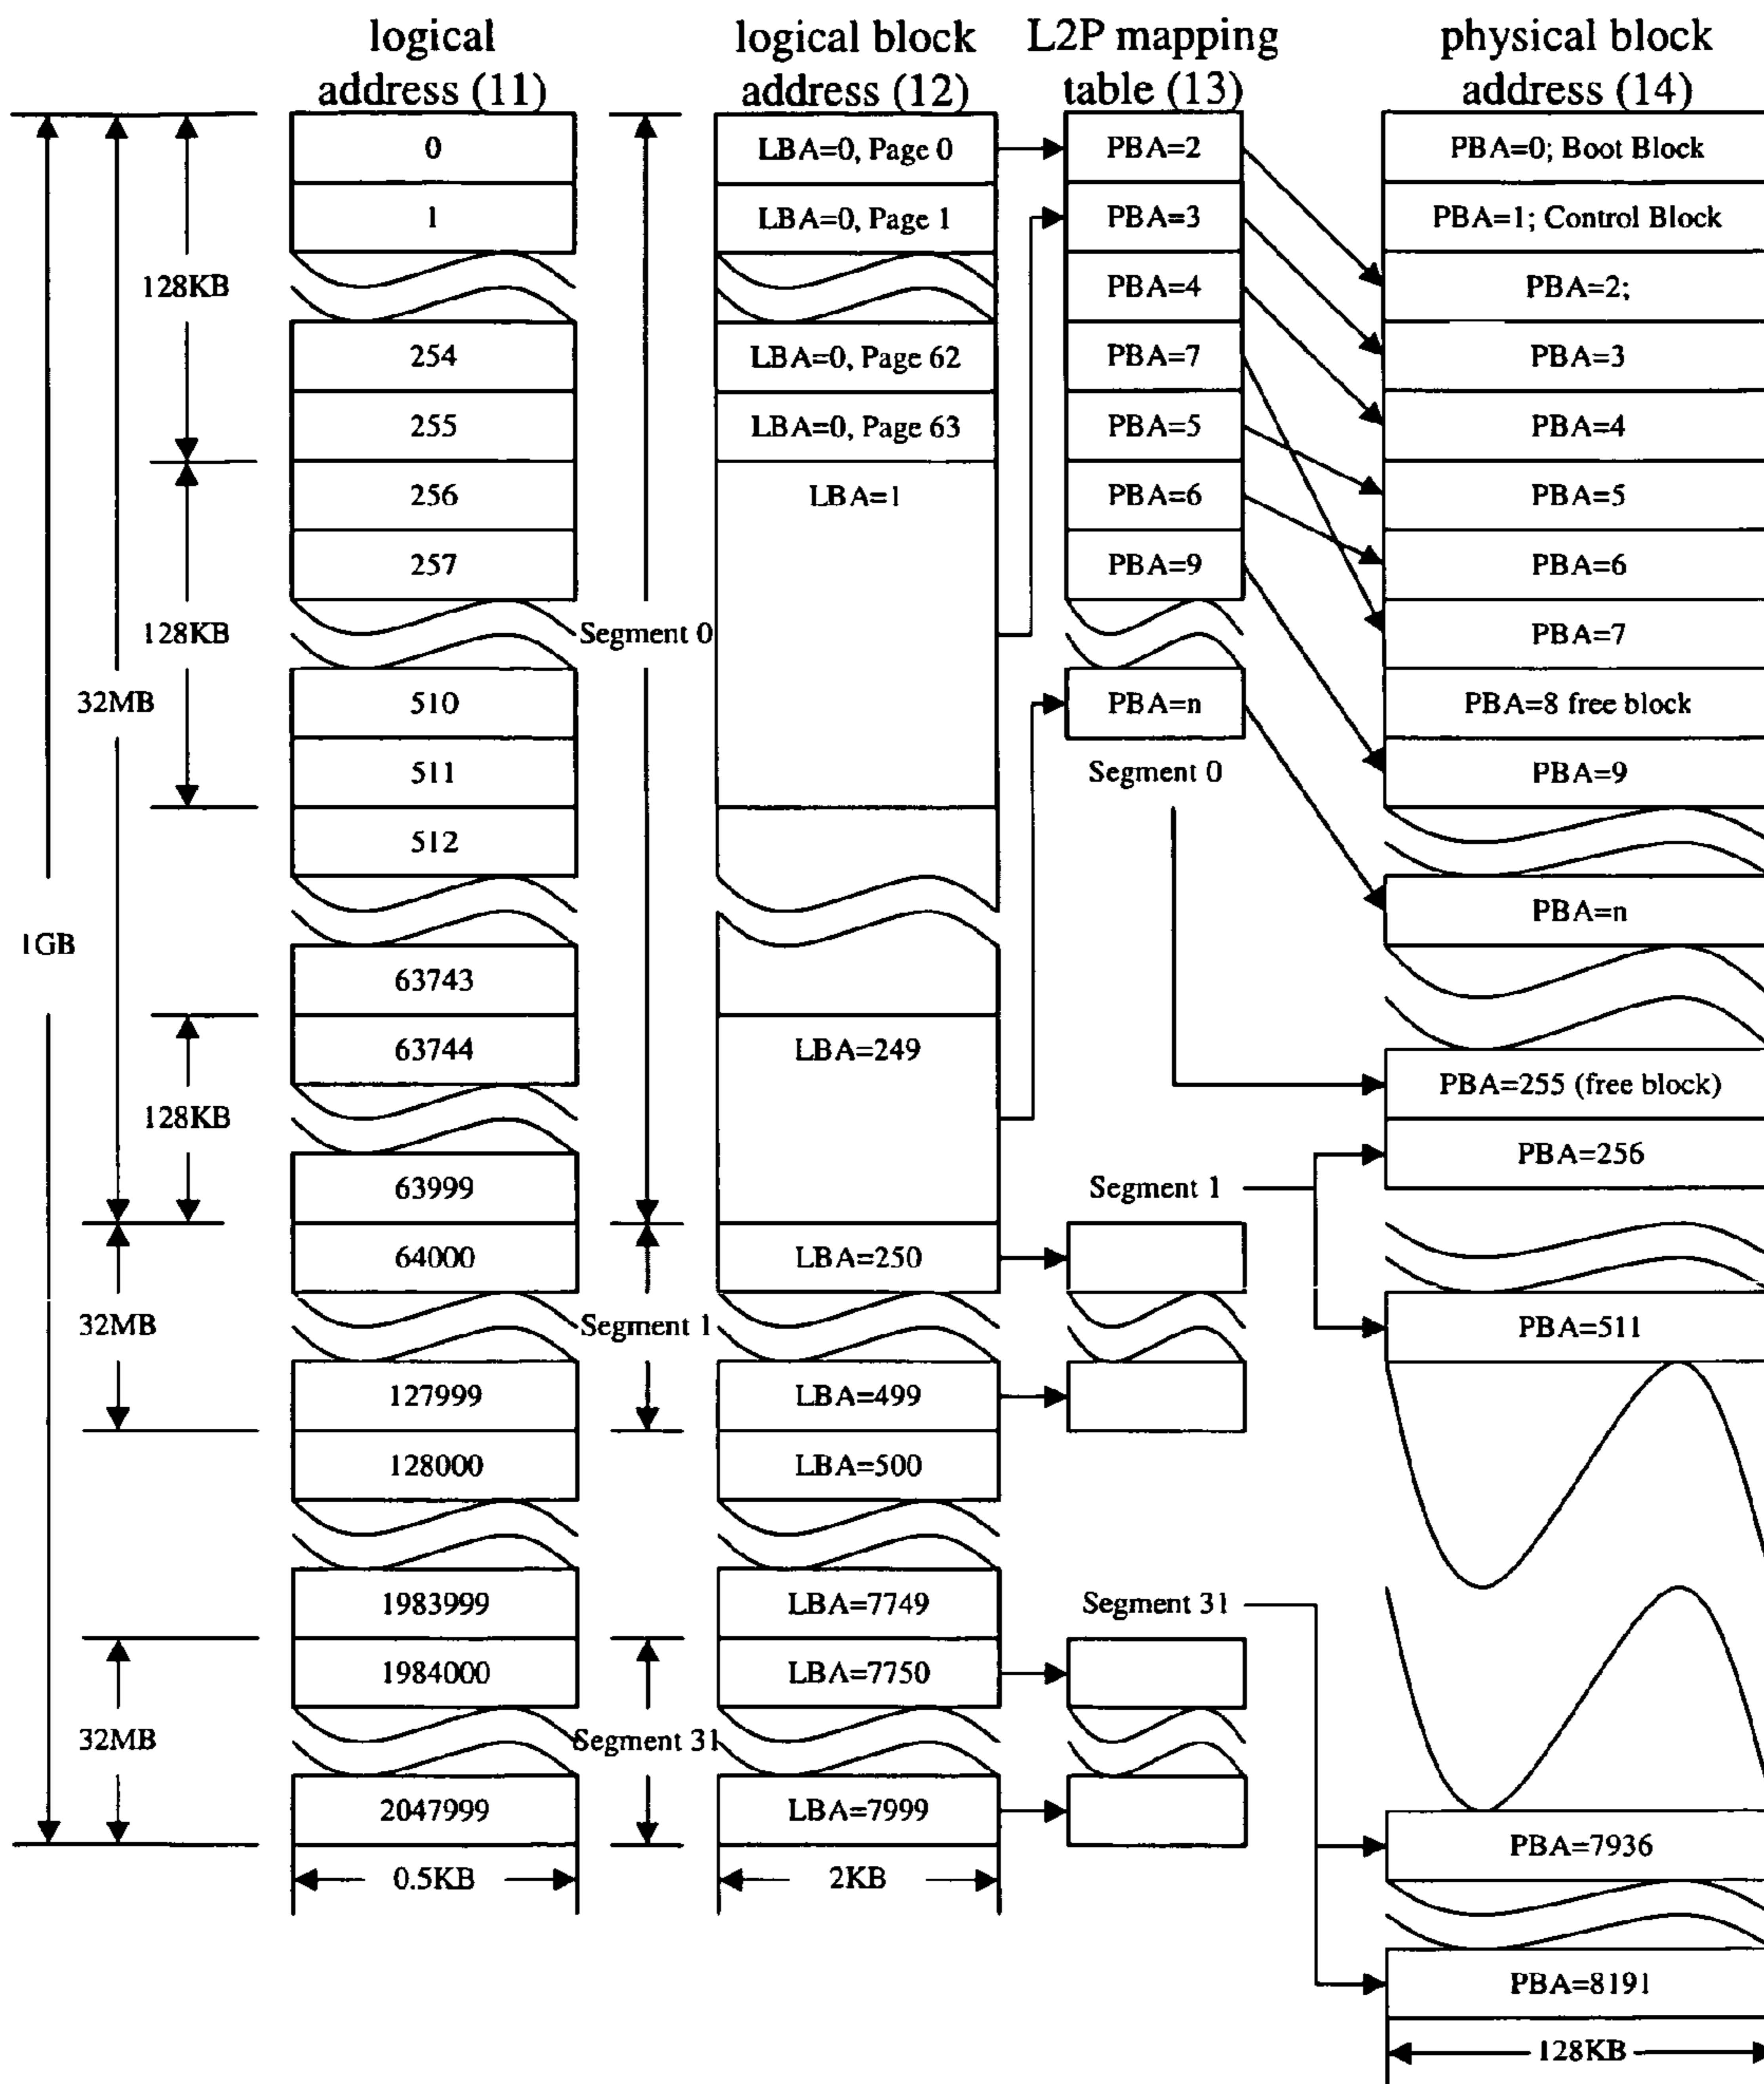 logical
address (11)
logical block
address (12)
L2P mapping
table (13)
physical block
address (14)
1GB
32MB
128KB
128KB
128KB
32MB
32MB
0
1
254
255
256
257
510
511
512
63743
63744
63999
64000
127999
128000
1983999
1984000
2047999
0.5KB
Segment 0
Segment 1
Segment 31
LBA=0, Page 0
LBA=0, Page 1
LBA=0, Page 62
LBA=0, Page 63
LBA=1
LBA=249
LBA=250
LBA=499
LBA=500
LBA=7749
LBA=7750
LBA=7999
2KB
PBA=2
PBA=3
PBA=4
PBA=7
PBA=5
PBA=6
PBA=9
PBA=n
Segment 0
Segment 1
Segment 31
PBA=0; Boot Block
PBA=1; Control Block
PBA=2;
PBA=3
PBA=4
PBA=5
PBA=6
PBA=7
PBA=8 free block
PBA=9
PBA=n
PBA=255 (free block)
PBA=256
PBA=511
PBA=7936
PBA=8191
128KB